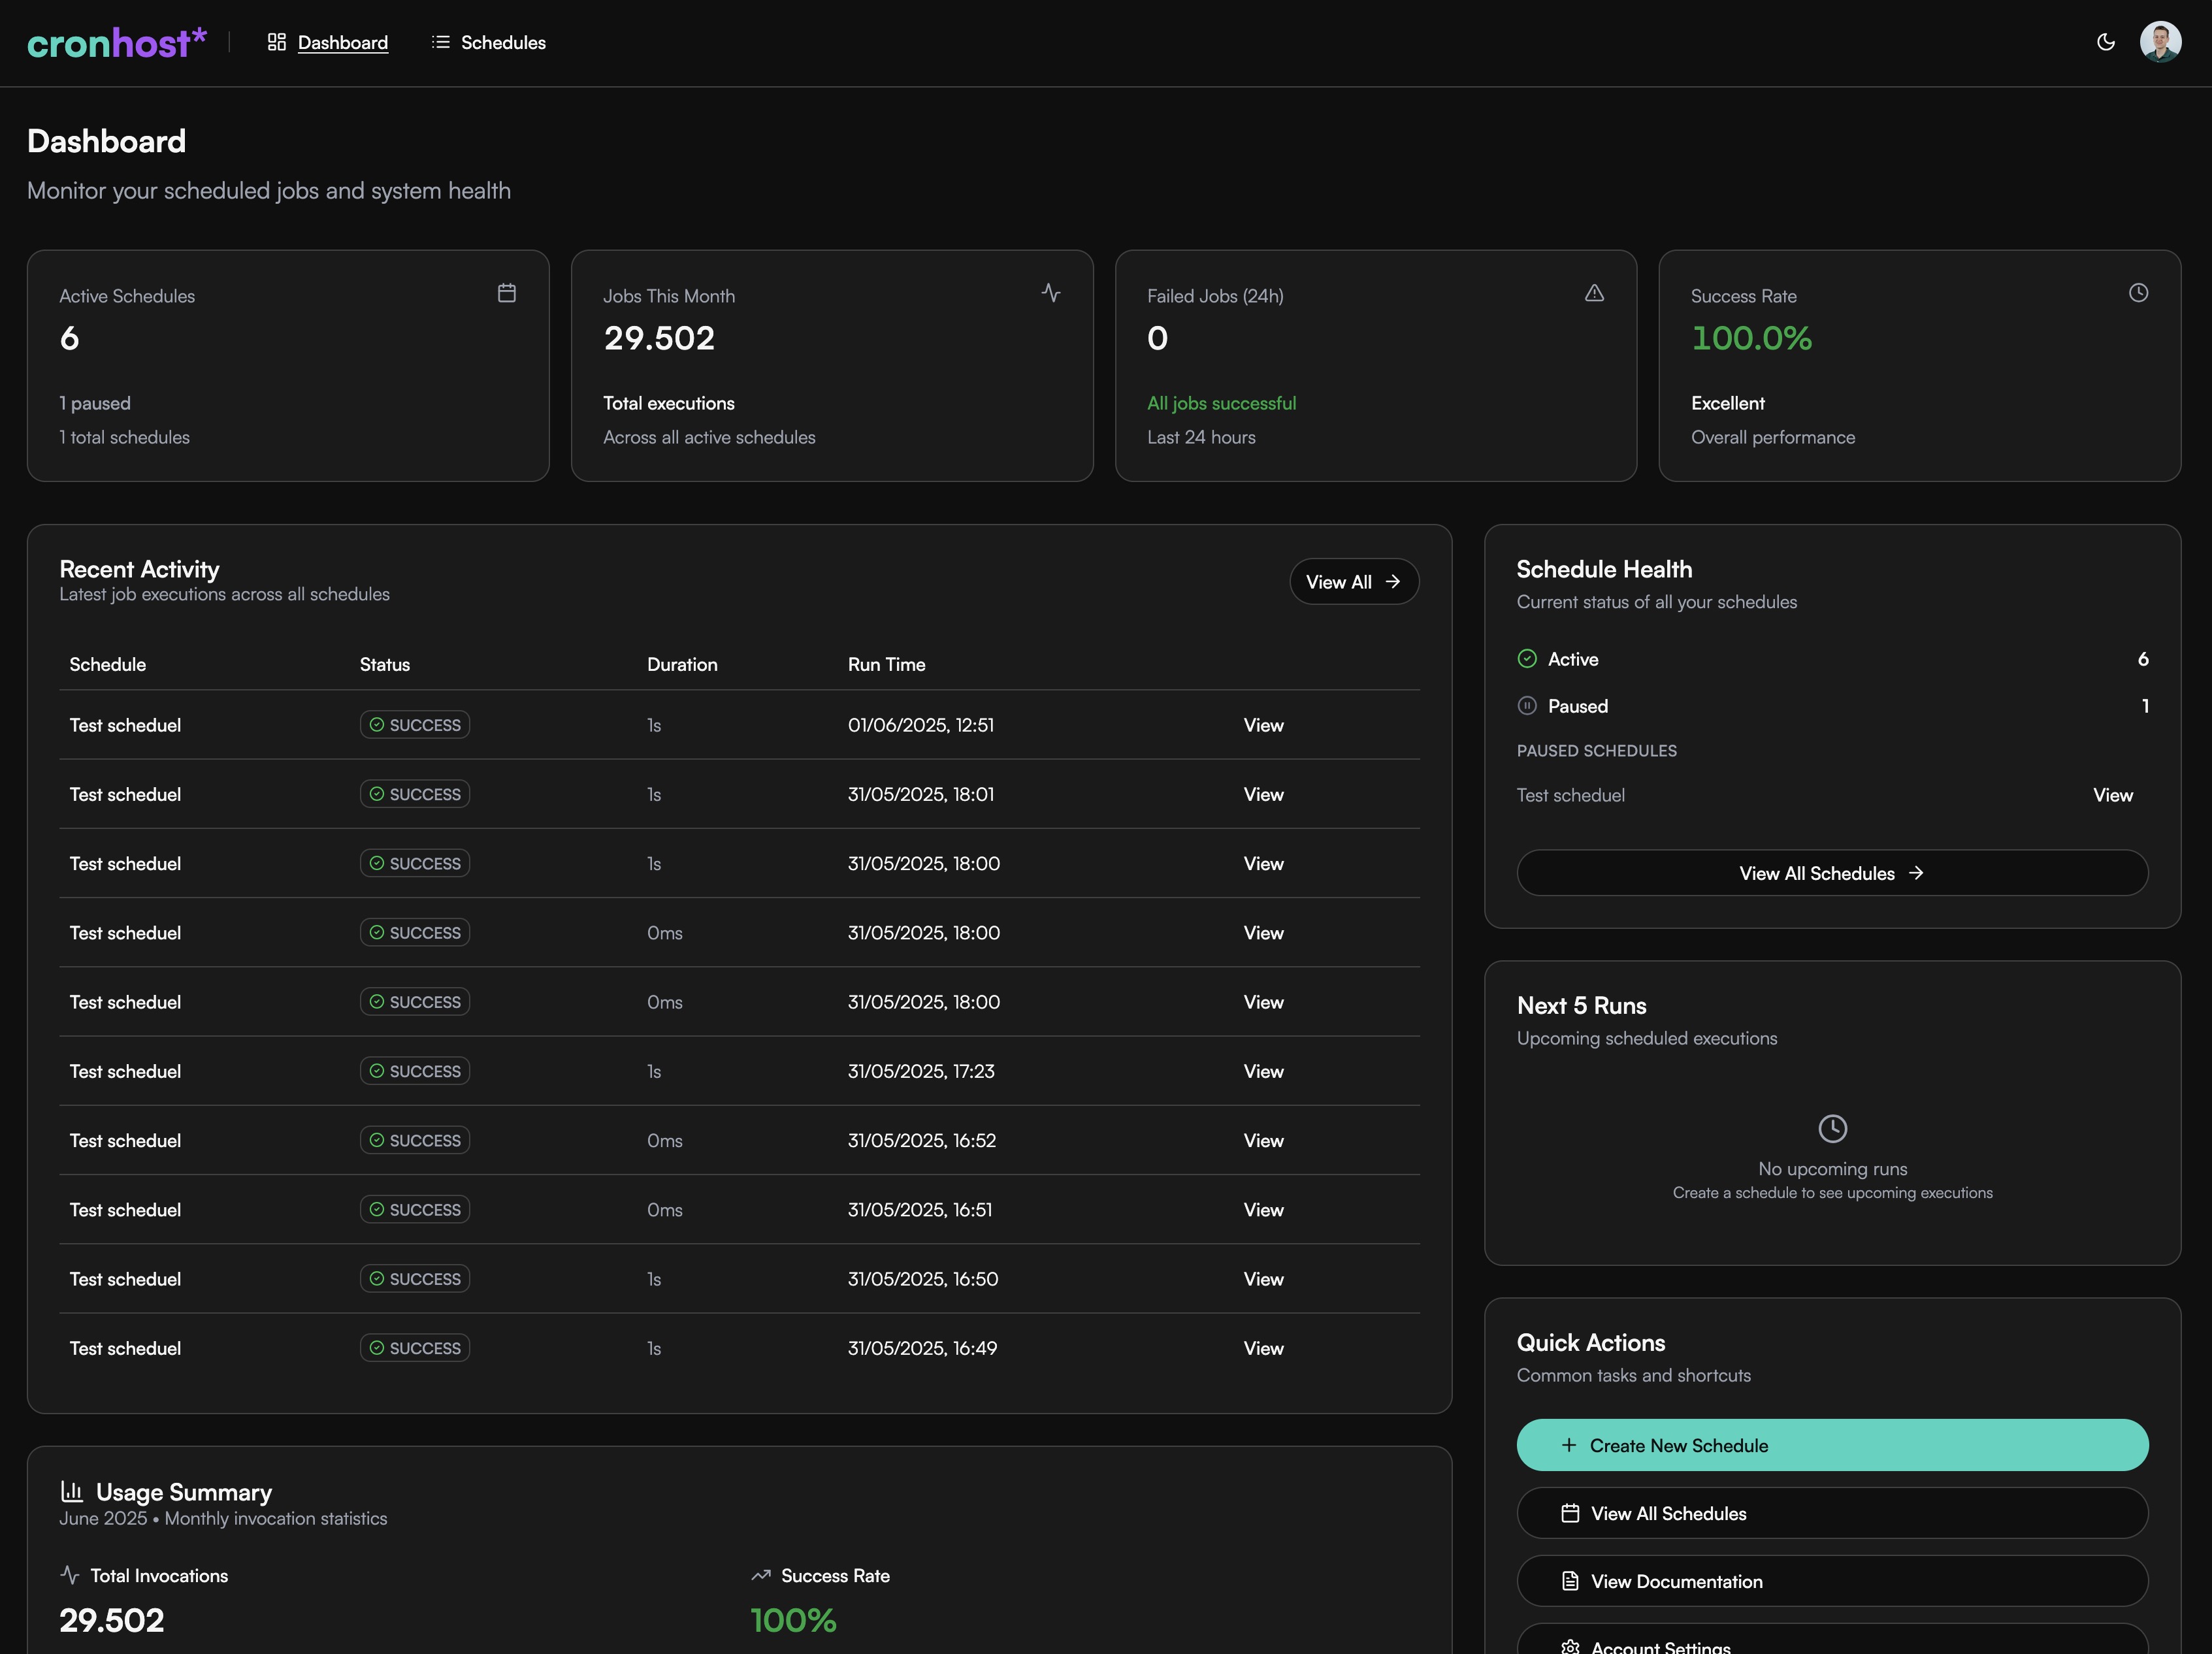 cronhost*
Dashboard
Schedules
Dashboard
Monitor your scheduled jobs and system health
Active Schedules
6
1 paused
1 total schedules
Jobs This Month
29.502
Total executions
Across all active schedules
Failed Jobs (24h)
0
All jobs successful
Last 24 hours
Success Rate
100.0%
Excellent
Overall performance
Recent Activity
Latest job executions across all schedules
View All
Schedule Status Duration Run Time
Test scheduel SUCCESS 1s 01/06/2025, 12:51 View
Test scheduel SUCCESS 1s 31/05/2025, 18:01 View
Test scheduel SUCCESS 1s 31/05/2025, 18:00 View
Test scheduel SUCCESS 0ms 31/05/2025, 18:00 View
Test scheduel SUCCESS 0ms 31/05/2025, 18:00 View
Test scheduel SUCCESS 1s 31/05/2025, 17:23 View
Test scheduel SUCCESS 0ms 31/05/2025, 16:52 View
Test scheduel SUCCESS 0ms 31/05/2025, 16:51 View
Test scheduel SUCCESS 1s 31/05/2025, 16:50 View
Test scheduel SUCCESS 1s 31/05/2025, 16:49 View
Usage Summary
June 2025 • Monthly invocation statistics
Total Invocations
29.502
Success Rate
100%
Schedule Health
Current status of all your schedules
Active 6
Paused 1
PAUSED SCHEDULES
Test scheduel View
View All Schedules
Next 5 Runs
Upcoming scheduled executions
No upcoming runs
Create a schedule to see upcoming executions
Quick Actions
Common tasks and shortcuts
Create New Schedule
View All Schedules
View Documentation
Account Settings